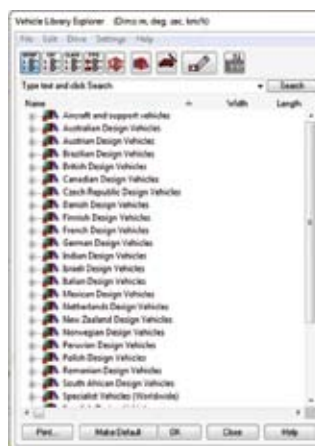 Vehicle Library Explorer (Dims: m, deg. sec, km/h)
File Edit Drive Settings Help
Type text and click Search Search
Name Width Length
Aircraft and support vehicles
Australian Design Vehicles
Austrian Design Vehicles
Brazilian Design Vehicles
British Design Vehicles
Canadian Design Vehicles
Czech Republic Design Vehicles
Danish Design Vehicles
Finnish Design Vehicles
French Design Vehicles
German Design Vehicles
Indian Design Vehicles
Israeli Design Vehicles
Italian Design Vehicles
Mexican Design Vehicles
Netherlands Design Vehicles
New Zealand Design Vehicles
Norwegian Design Vehicles
Peruvian Design Vehicles
Polish Design Vehicles
Romanian Design Vehicles
South African Design Vehicles
Specialist Vehicles (Worldwide)
Print... Make Default OK Close Help